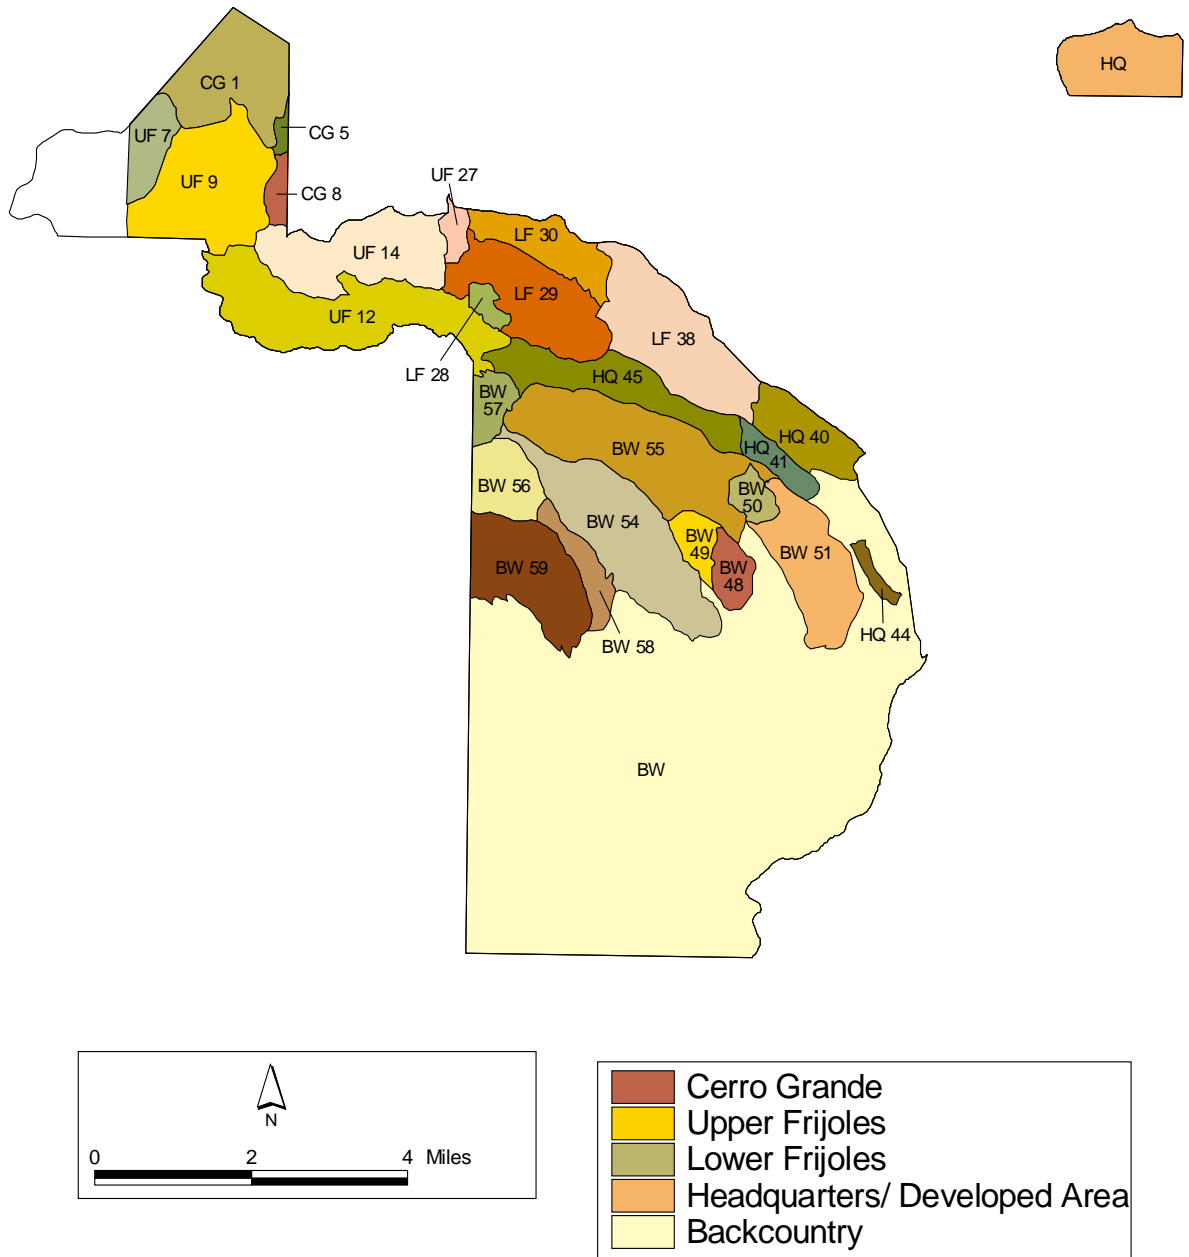 HQ
CG 1
CG 5
UF 7
UF 27
UF 9
CG 8
LF 30
UF 14
LF 29
UF 12
LF 38
LF 28
HQ 45
BW
57
HQ 40
BW 55
HQ
41
BW 56
BW
50
BW 54
BW
49
BW 51
BW 59
BW
48
HQ 44
BW 58
BW
N
0 2 4 Miles
Cerro Grande
Upper Frijoles
Lower Frijoles
Headquarters/ Developed Area
Backcountry